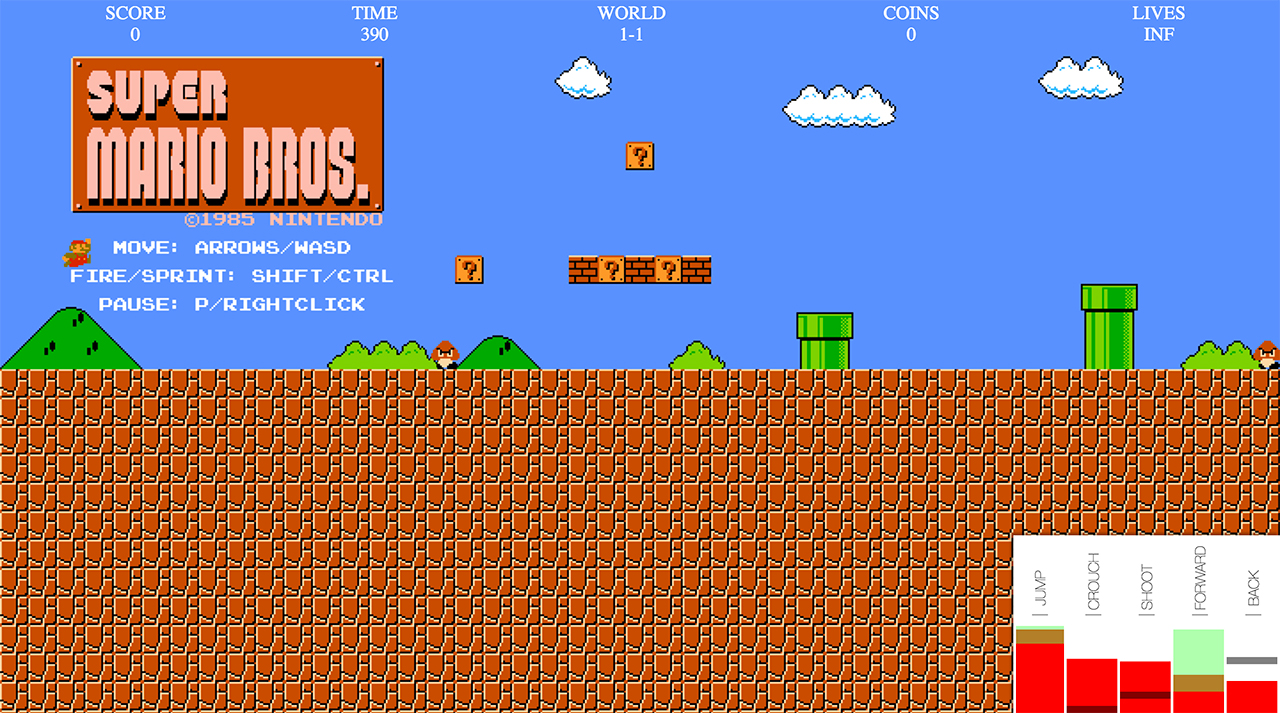 SCORE TIME WORLD COINS LIVES
0 390 1-1 0 INF
SUPER
MARIO BROS.
©1985 NINTENDO
MOVE: ARROWS/WASD
FIRE/SPRINT: SHIFT/CTRL
PAUSE: P/RIGHTCLICK
?
?
? ?
| JUMP
| CROUCH
| SHOOT
| FORWARD
| BACK